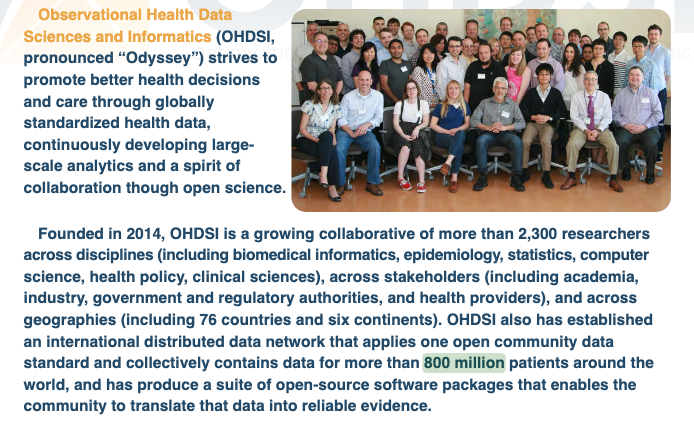 Observational Health Data
Sciences and Informatics (OHDSI,
pronounced “Odyssey”) strives to
promote better health decisions
and care through globally
standardized health data,
continuously developing large-
scale analytics and a spirit of
collaboration though open science.
Founded in 2014, OHDSI is a growing collaborative of more than 2,300 researchers
across disciplines (including biomedical informatics, epidemiology, statistics, computer
science, health policy, clinical sciences), across stakeholders (including academia,
industry, government and regulatory authorities, and health providers), and across
geographies (including 76 countries and six continents). OHDSI also has established
an international distributed data network that applies one open community data
standard and collectively contains data for more than 800 million patients around the
world, and has produce a suite of open-source software packages that enables the
community to translate that data into reliable evidence.